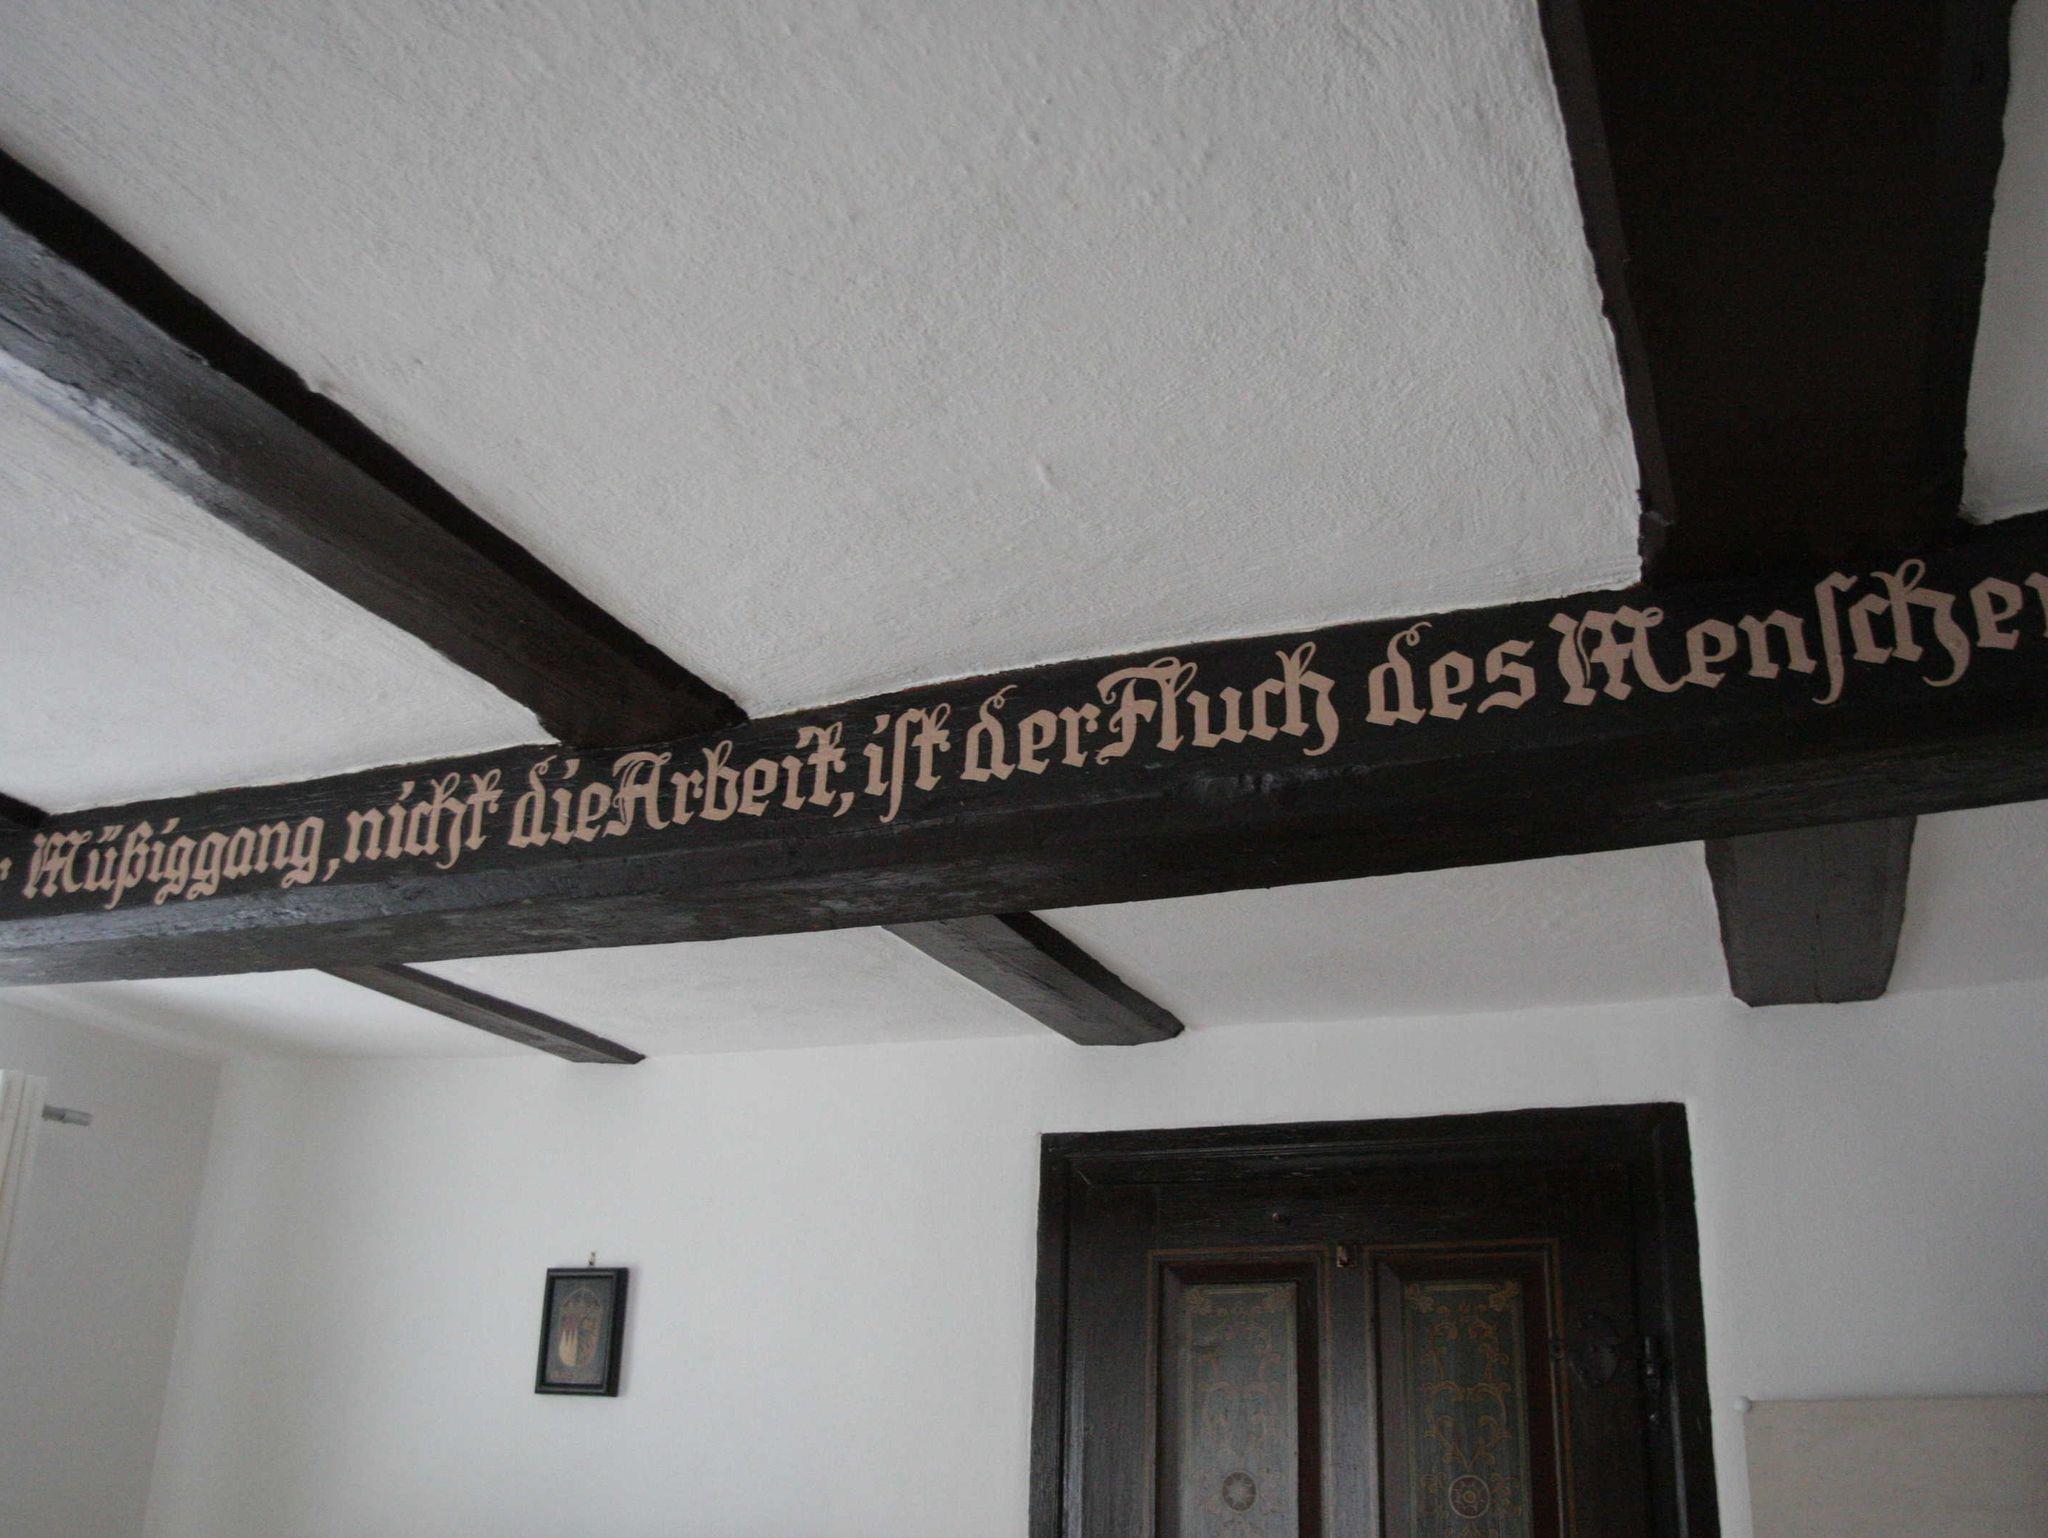 r Müßiggang, nicht die Arbeit, ist der Fluch des Menschen